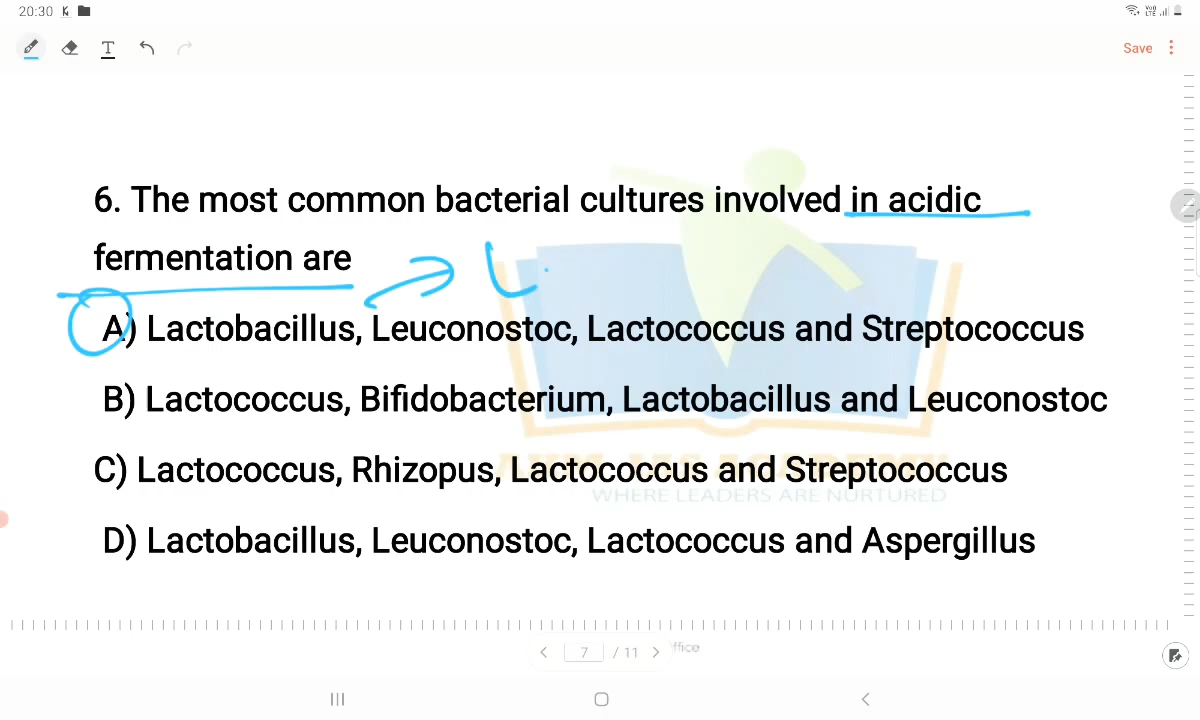 20:30
Save
6. The most common bacterial cultures involved in acidic
fermentation are
A) Lactobacillus, Leuconostoc, Lactococcus and Streptococcus
B) Lactococcus, Bifidobacterium, Lactobacillus and Leuconostoc
C) Lactococcus, Rhizopus, Lactococcus and Streptococcus
WHERE LEADERS ARE NURTURED
D) Lactobacillus, Leuconostoc, Lactococcus and Aspergillus
7 / 11